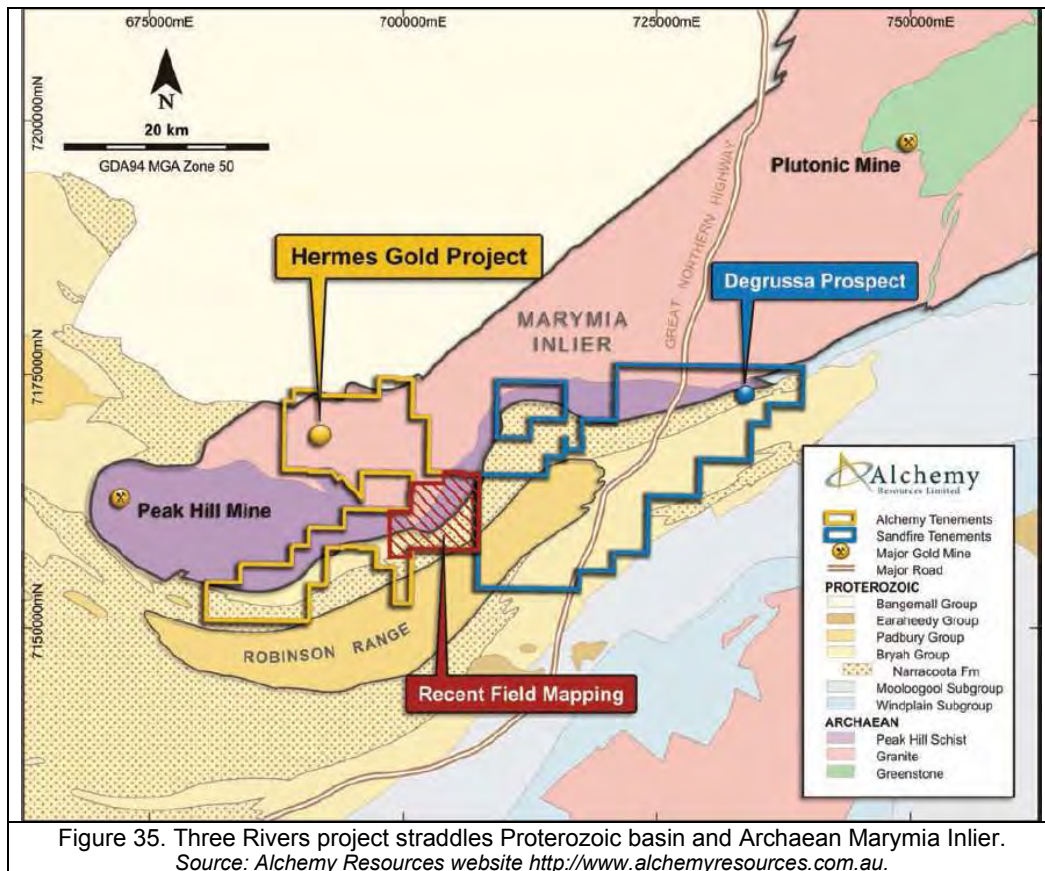 675000mE
700000mE
725000mE
750000mE
N
20 km
GDA94 MGA Zone 50
7200000mN
7175000mN
7150000mN
Plutonic Mine
Hermes Gold Project
Degrussa Prospect
GREAT NORTHERN HIGHWAY
MARYMIA
INLIER
Peak Hill Mine
ROBINSON RANGE
Recent Field Mapping
Alchemy
Resources Limited
Alchemy Tenements
Sandfire Tenements
Major Gold Mine
Major Road
PROTEROZOIC
Bangemall Group
Earaheedy Group
Padbury Group
Bryah Group
Narracoota Fm
Mooloogool Subgroup
Windplain Subgroup
ARCHAEAN
Peak Hill Schist
Granite
Greenstone
Figure 35. Three Rivers project straddles Proterozoic basin and Archaean Marymia Inlier.
Source: Alchemy Resources website http://www.alchemyresources.com.au.